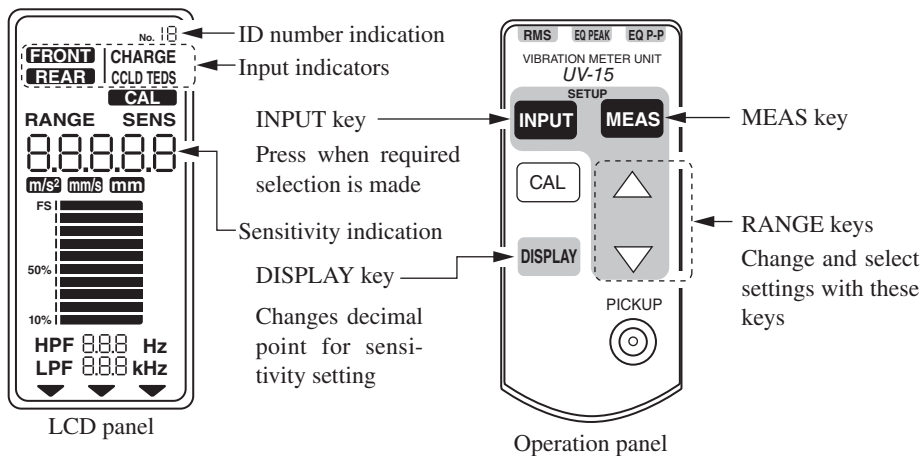 No. 18
ID number indication
FRONT
CHARGE
REAR
CCLD TEDS
Input indicators
CAL
RANGE SENS
8.8.8.8.8
m/s² mm/s mm
FS
50%
10%
HPF 8.8.8 Hz
LPF 8.8.8 kHz
LCD panel
INPUT key
Press when required
selection is made
Sensitivity indication
DISPLAY key
Changes decimal
point for sensi-
tivity setting
RMS EQ PEAK EQ P-P
VIBRATION METER UNIT
UV-15
SETUP
INPUT MEAS
CAL
DISPLAY
PICKUP
Operation panel
MEAS key
RANGE keys
Change and select
settings with these
keys